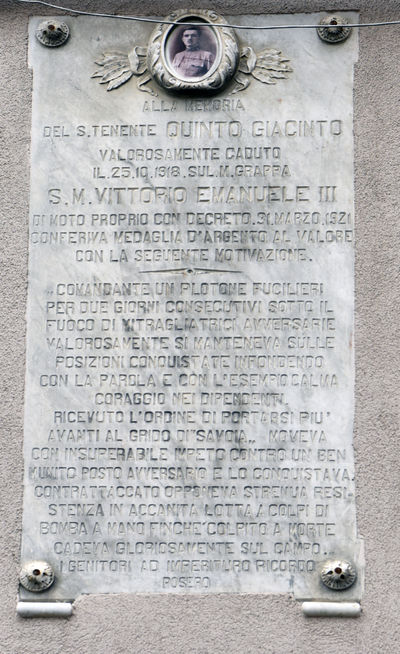 ALLA MEMORIA
DEL S.TENENTE QUINTO GIACINTO
VALOROSAMENTE CADUTO
IL 25.10.1918. SUL.M.GRAPPA
S.M.VITTORIO EMANUELE III
DI MOTO PROPRIO CON DECRETO.31.MARZO.1921
CONFERIVA MEDAGLIA D'ARGENTO AL VALORE
CON LA SEGUENTE MOTIVAZIONE.
„COMANDANTE UN PLOTONE FUCILIERI
PER DUE GIORNI CONSECUTIVI SOTTO IL
FUOCO DI MITRAGLIATRICI AVVERSARIE
VALOROSAMENTE SI MANTENEVA SULLE
POSIZIONI CONQUISTATE INFONDENDO
CON LA PAROLA E CON L'ESEMPIO CALMA
CORAGGIO NEI DIPENDENTI.
RICEVUTO L'ORDINE DI PORTARSI PIU'
AVANTI AL GRIDO DI "SAVOIA„ MOVEVA
CON INSUPERABILE IMPETO CONTRO UN BEN
MUNITO POSTO AVVERSARIO E LO CONQUISTAVA.
CONTRATTACCATO OPPONEVA STRENUA RESI-
STENZA IN ACCANITA LOTTA A COLPI DI
BOMBA A MANO FINCHE' COLPITO A MORTE
CADEVA GLORIOSAMENTE SUL CAMPO„.
I GENITORI AD IMPERITURO RICORDO
POSERO